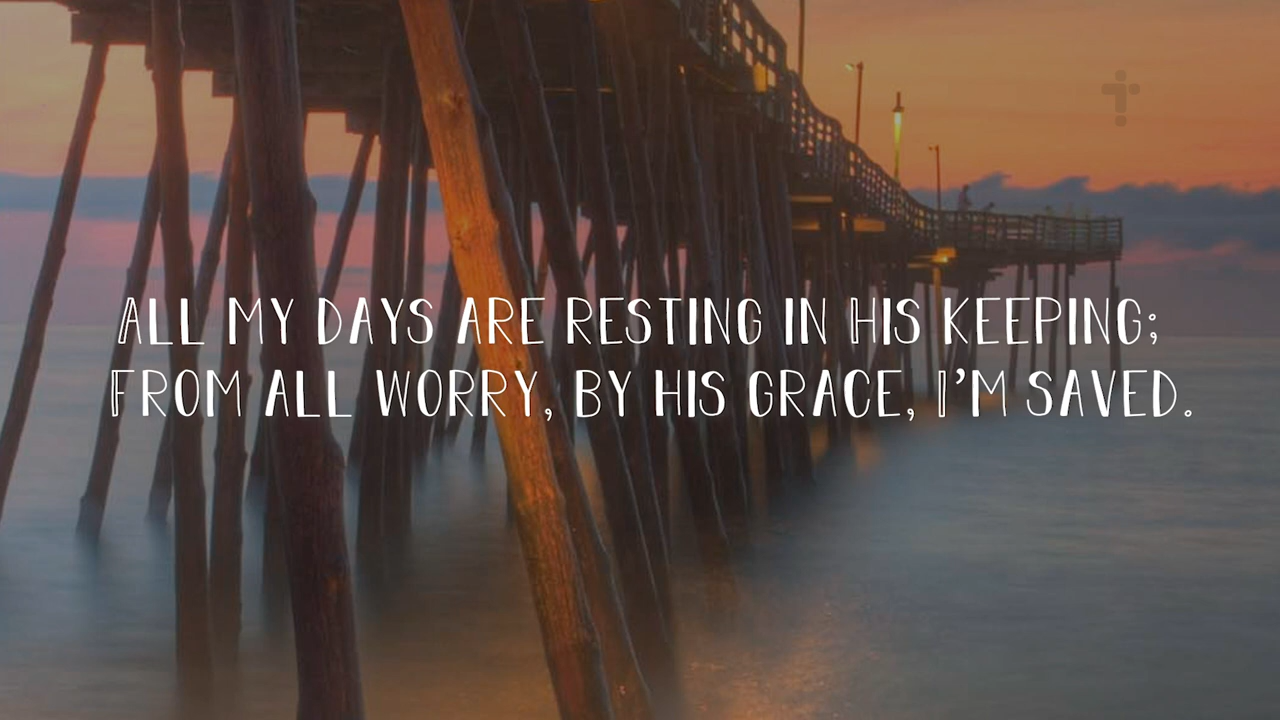 All my days are resting in His keeping;
From all worry, by His grace, I'm saved.